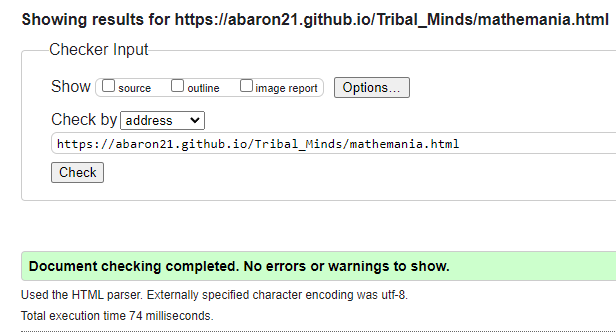 Showing results for https://abaron21.github.io/Tribal_Minds/mathemania.html
Checker Input
Show source outline image report Options...
Check by address
https://abaron21.github.io/Tribal_Minds/mathemania.html
Check
Document checking completed. No errors or warnings to show.
Used the HTML parser. Externally specified character encoding was utf-8.
Total execution time 74 milliseconds.